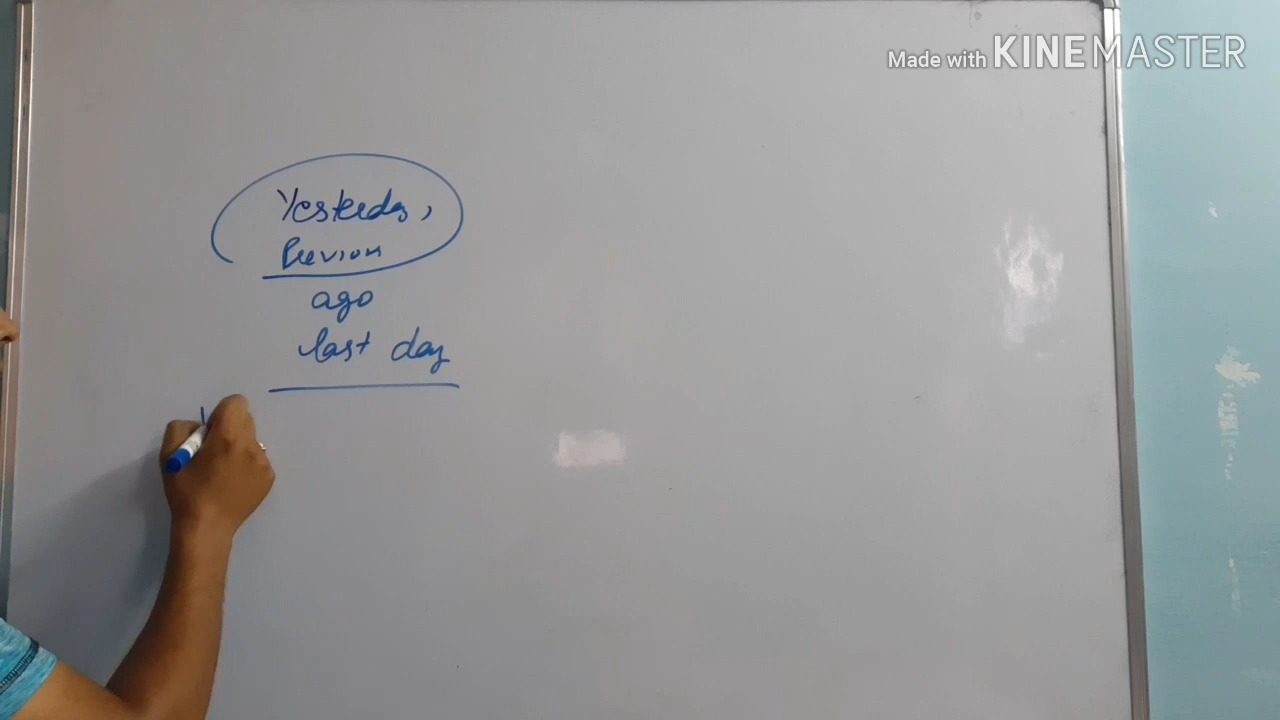 Made with KINEMASTER
Yesterday,
Previous
ago
last day